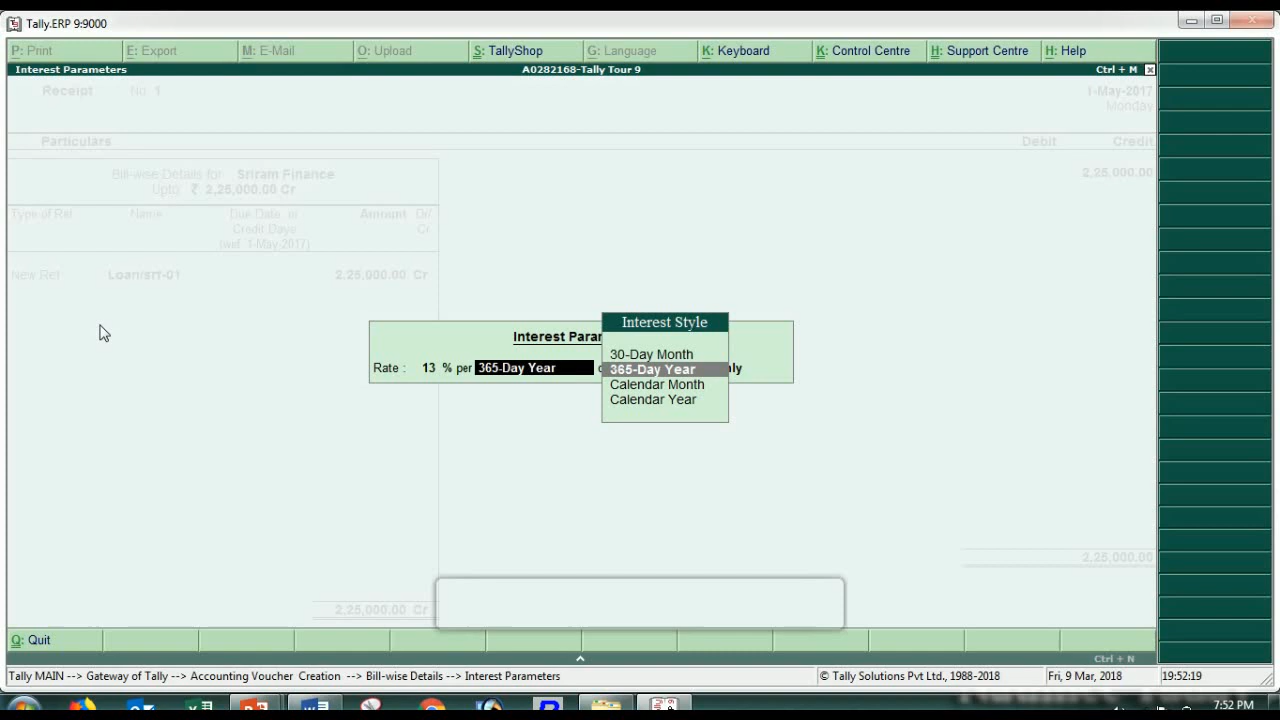 Tally.ERP 9:9000
P: Print E: Export M: E-Mail O: Upload S: TallyShop G: Language K: Keyboard K: Control Centre H: Support Centre H: Help
Interest Parameters A0282168-Tally Tour 9 Ctrl + M
Receipt No. 1 1-May-2017
Monday
Particulars Debit Credit
Bill-wise Details for: Sriram Finance 2,25,000.00
Upto: ₹ 2,25,000.00 Cr
Type of Ref Name Due Date, or Amount Dr/
Credit Days Cr
(wef: 1-May-2017)
New Ref Loan/srf-01 2,25,000.00 Cr
Interest Style
Interest Para
30-Day Month
Rate : 13 % per 365-Day Year
365-Day Year
Calendar Month
Calendar Year
2,25,000.00
2,25,000.00 Cr
Q: Quit
Ctrl + N
Tally MAIN --> Gateway of Tally --> Accounting Voucher Creation --> Bill-wise Details --> Interest Parameters © Tally Solutions Pvt Ltd., 1988-2018 Fri, 9 Mar, 2018 19:52:19
7:52 PM